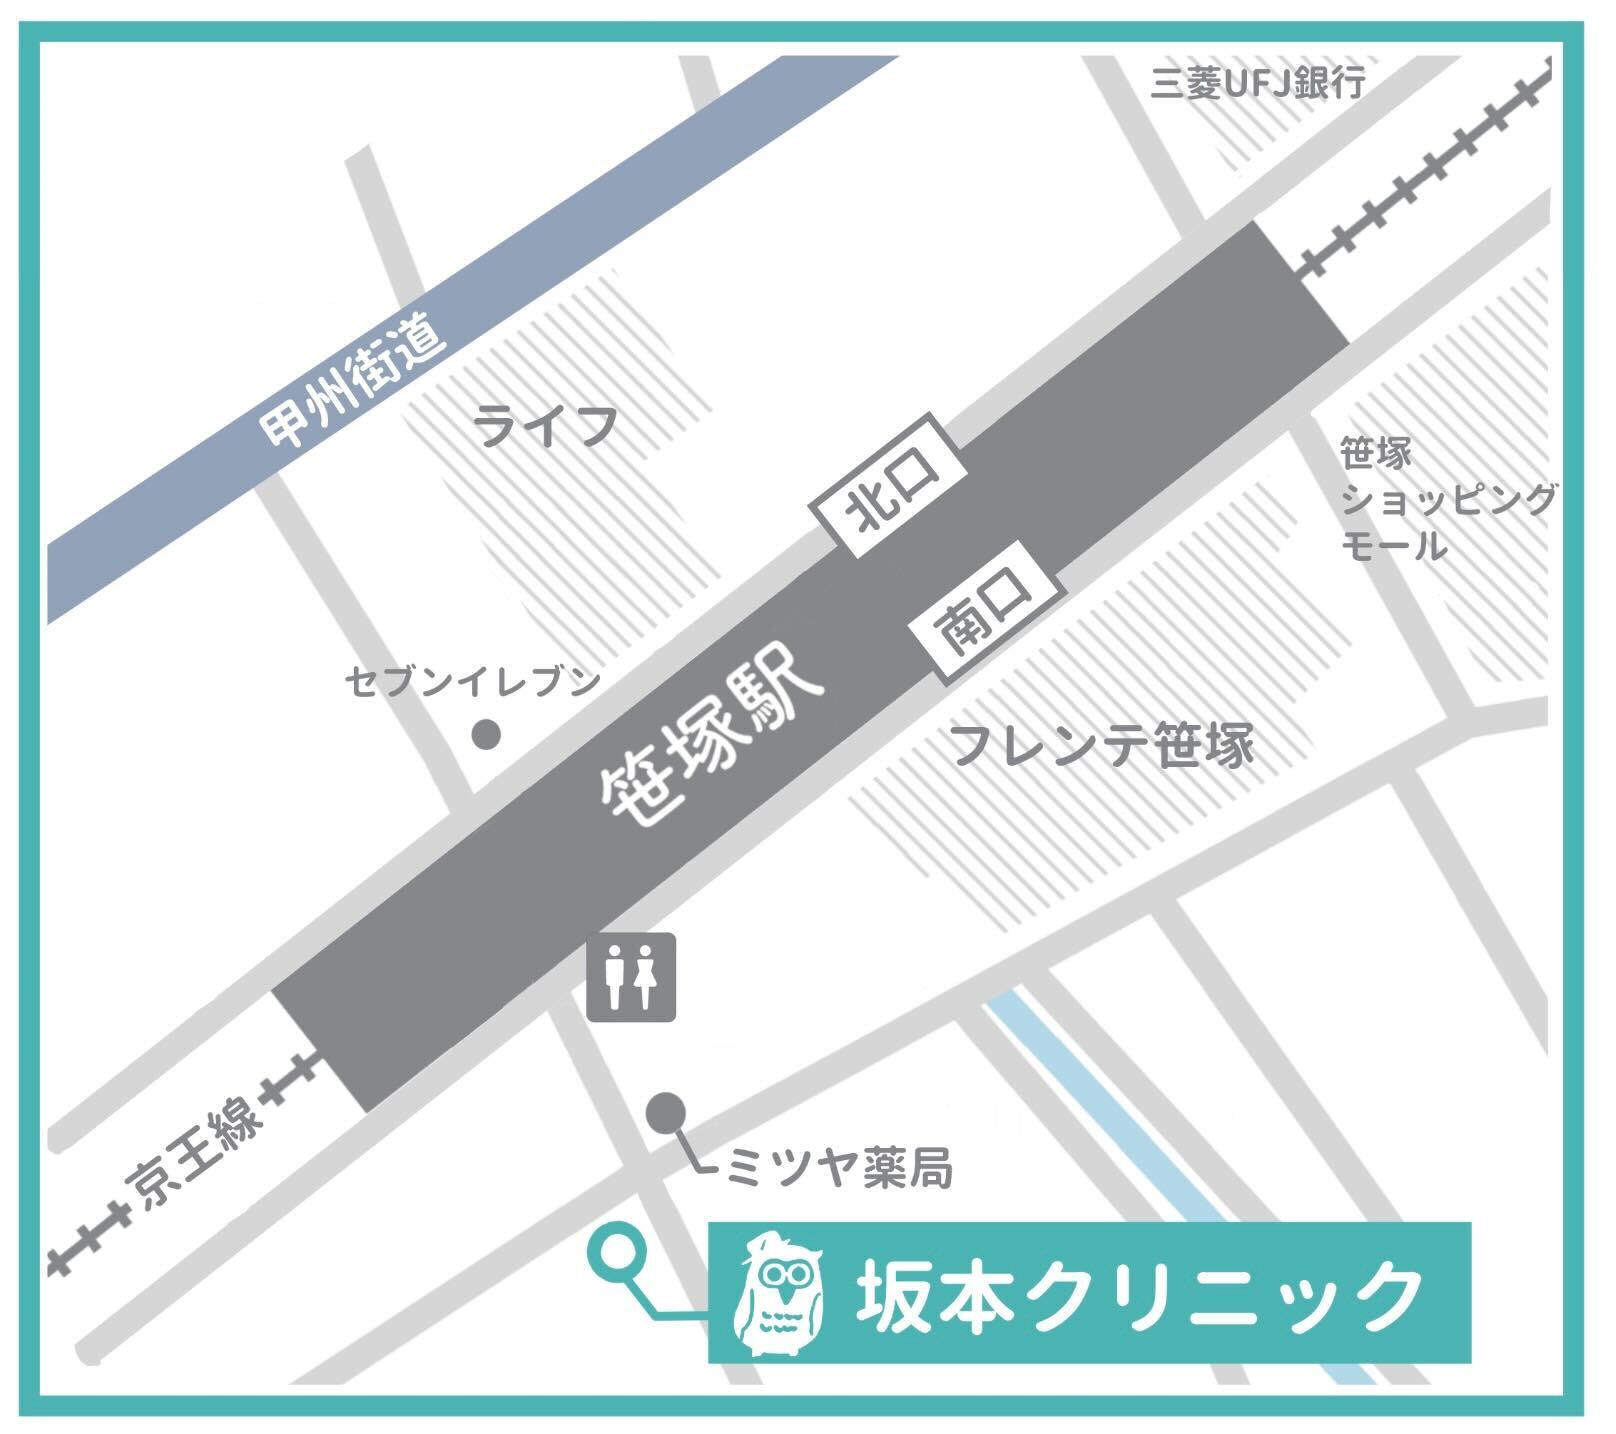 三菱UFJ銀行
甲州街道
ライフ
北口
笹塚
ショッピング
モール
南口
セブンイレブン
笹塚駅
フレンテ笹塚
京王線
ミツヤ薬局
坂本クリニック